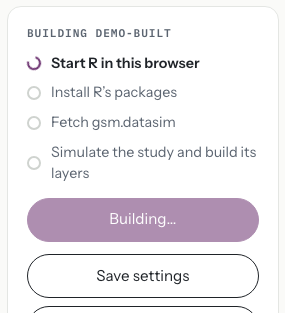 BUILDING DEMO-BUILT
Start R in this browser
Install R's packages
Fetch gsm.datasim
Simulate the study and build its
layers
Building...
Save settings